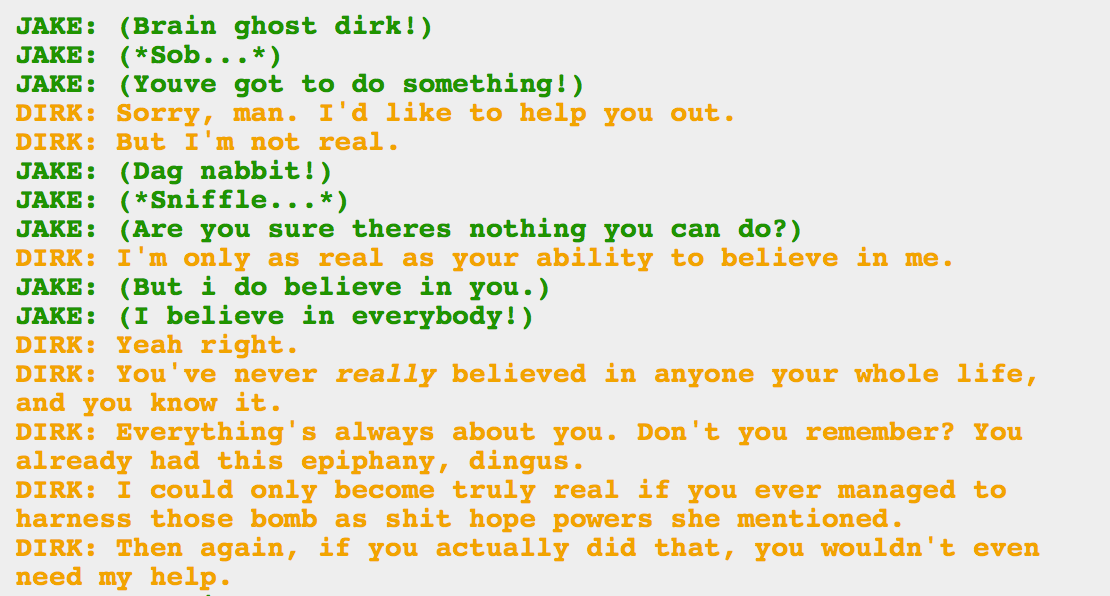 JAKE: (Brain ghost dirk!)
JAKE: (*Sob...*)
JAKE: (Youve got to do something!)
DIRK: Sorry, man. I'd like to help you out.
DIRK: But I'm not real.
JAKE: (Dag nabbit!)
JAKE: (*Sniffle...*)
JAKE: (Are you sure theres nothing you can do?)
DIRK: I'm only as real as your ability to believe in me.
JAKE: (But i do believe in you.)
JAKE: (I believe in everybody!)
DIRK: Yeah right.
DIRK: You've never really believed in anyone your whole life,
and you know it.
DIRK: Everything's always about you. Don't you remember? You
already had this epiphany, dingus.
DIRK: I could only become truly real if you ever managed to
harness those bomb as shit hope powers she mentioned.
DIRK: Then again, if you actually did that, you wouldn't even
need my help.